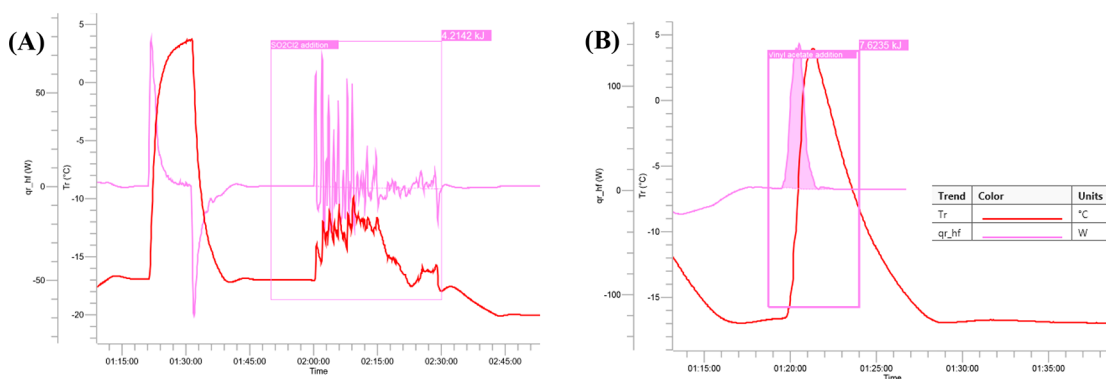 (A)
5
0
-5
-10
-15
-20
50
0
-50
qr_hf (W)
Tr (°C)
SO2Cl2 addition
4.2142 kJ
01:15:00 01:30:00 01:45:00 02:00:00 02:15:00 02:30:00 02:45:00
Time
(B)
100
0
-100
qr_hf (W)
0
-5
-10
-15
Tr (°C)
Vinyl acetate addition
7.6235 kJ
01:15:00 01:20:00 01:25:00 01:30:00 01:35:00
Time
Trend Color Units
Tr °C
qr_hf W